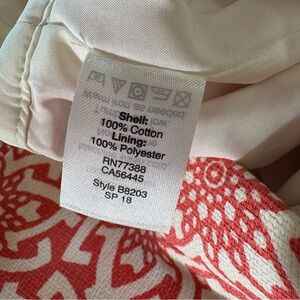 Shell:
100% Cotton
Lining:
100% Polyester
RN77388
CA56445
Style B8203
SP 18